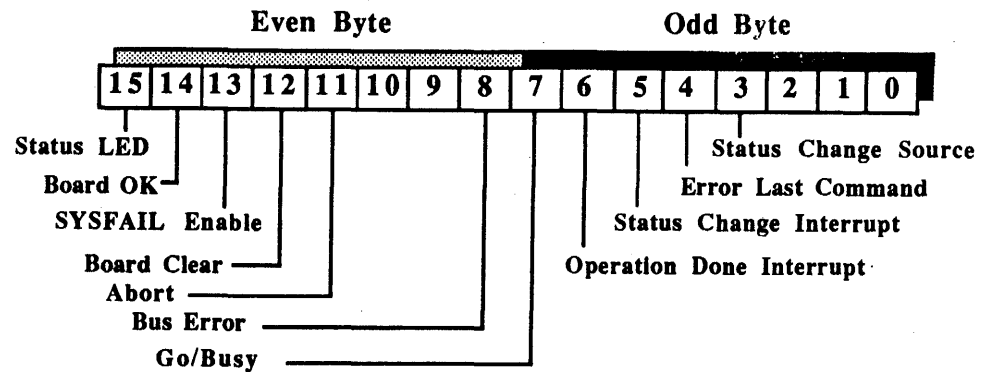 Even Byte Odd Byte
15 14 13 12 11 10 9 8 7 6 5 4 3 2 1 0
Status LED Status Change Source
Board OK Error Last Command
SYSFAIL Enable Status Change Interrupt
Board Clear Operation Done Interrupt
Abort
Bus Error
Go/Busy